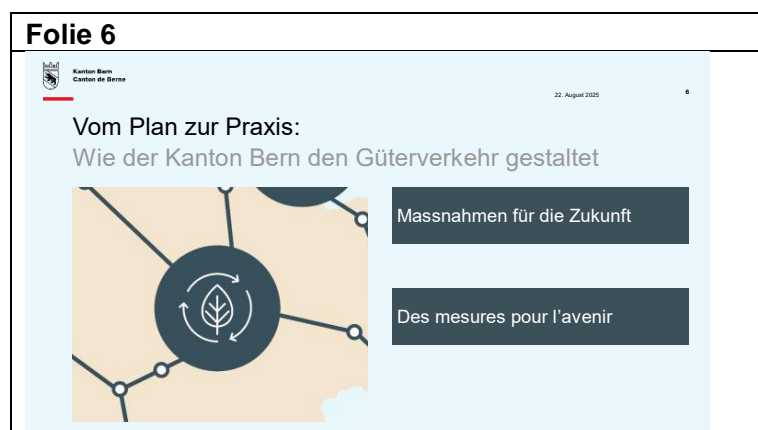 Folie 6
Kanton Bern
Canton de Berne
22. August 2025
6
Vom Plan zur Praxis:
Wie der Kanton Bern den Güterverkehr gestaltet
Massnahmen für die Zukunft
Des mesures pour l’avenir